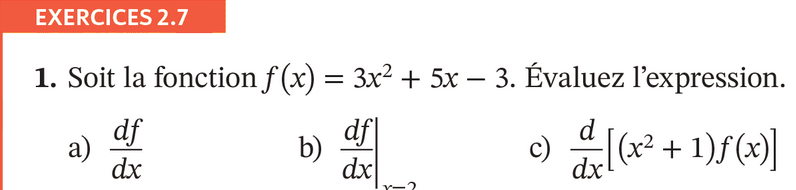 EXERCICES 2.7
1. Soit la fonction f(x) = 3x² + 5x − 3. Évaluez l’expression.
a) df/dx b) df/dx|x=2 c) d/dx[(x² + 1)f(x)]